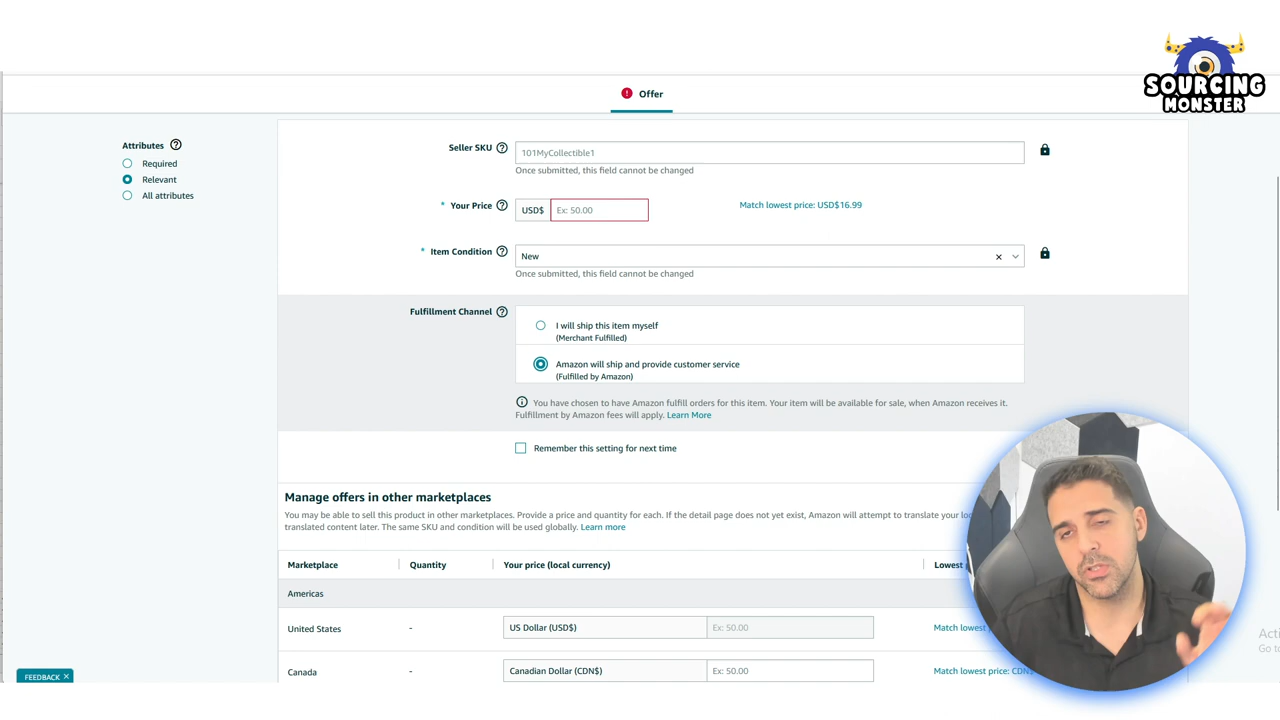 SOURCING
MONSTER
! Offer
Attributes ?
Required
Relevant
All attributes
Seller SKU ? 101MyCollectible1
Once submitted, this field cannot be changed
* Your Price ? USD$ Ex: 50.00 Match lowest price: USD$16.99
* Item Condition ? New
Once submitted, this field cannot be changed
Fulfillment Channel ?
I will ship this item myself
(Merchant Fulfilled)
Amazon will ship and provide customer service
(Fulfilled by Amazon)
You have chosen to have Amazon fulfill orders for this item. Your item will be available for sale, when Amazon receives it.
Fulfillment by Amazon fees will apply. Learn More
Remember this setting for next time
Manage offers in other marketplaces
You may be able to sell this product in other marketplaces. Provide a price and quantity for each. If the detail page does not yet exist, Amazon will attempt to translate your
translated content later. The same SKU and condition will be used globally. Learn more
Marketplace Quantity Your price (local currency) Lowest
Americas
United States - US Dollar (USD$) Ex: 50.00 Match lowest
Canada - Canadian Dollar (CDN$) Ex: 50.00 Match lowest price: CDN$
FEEDBACK
Go to